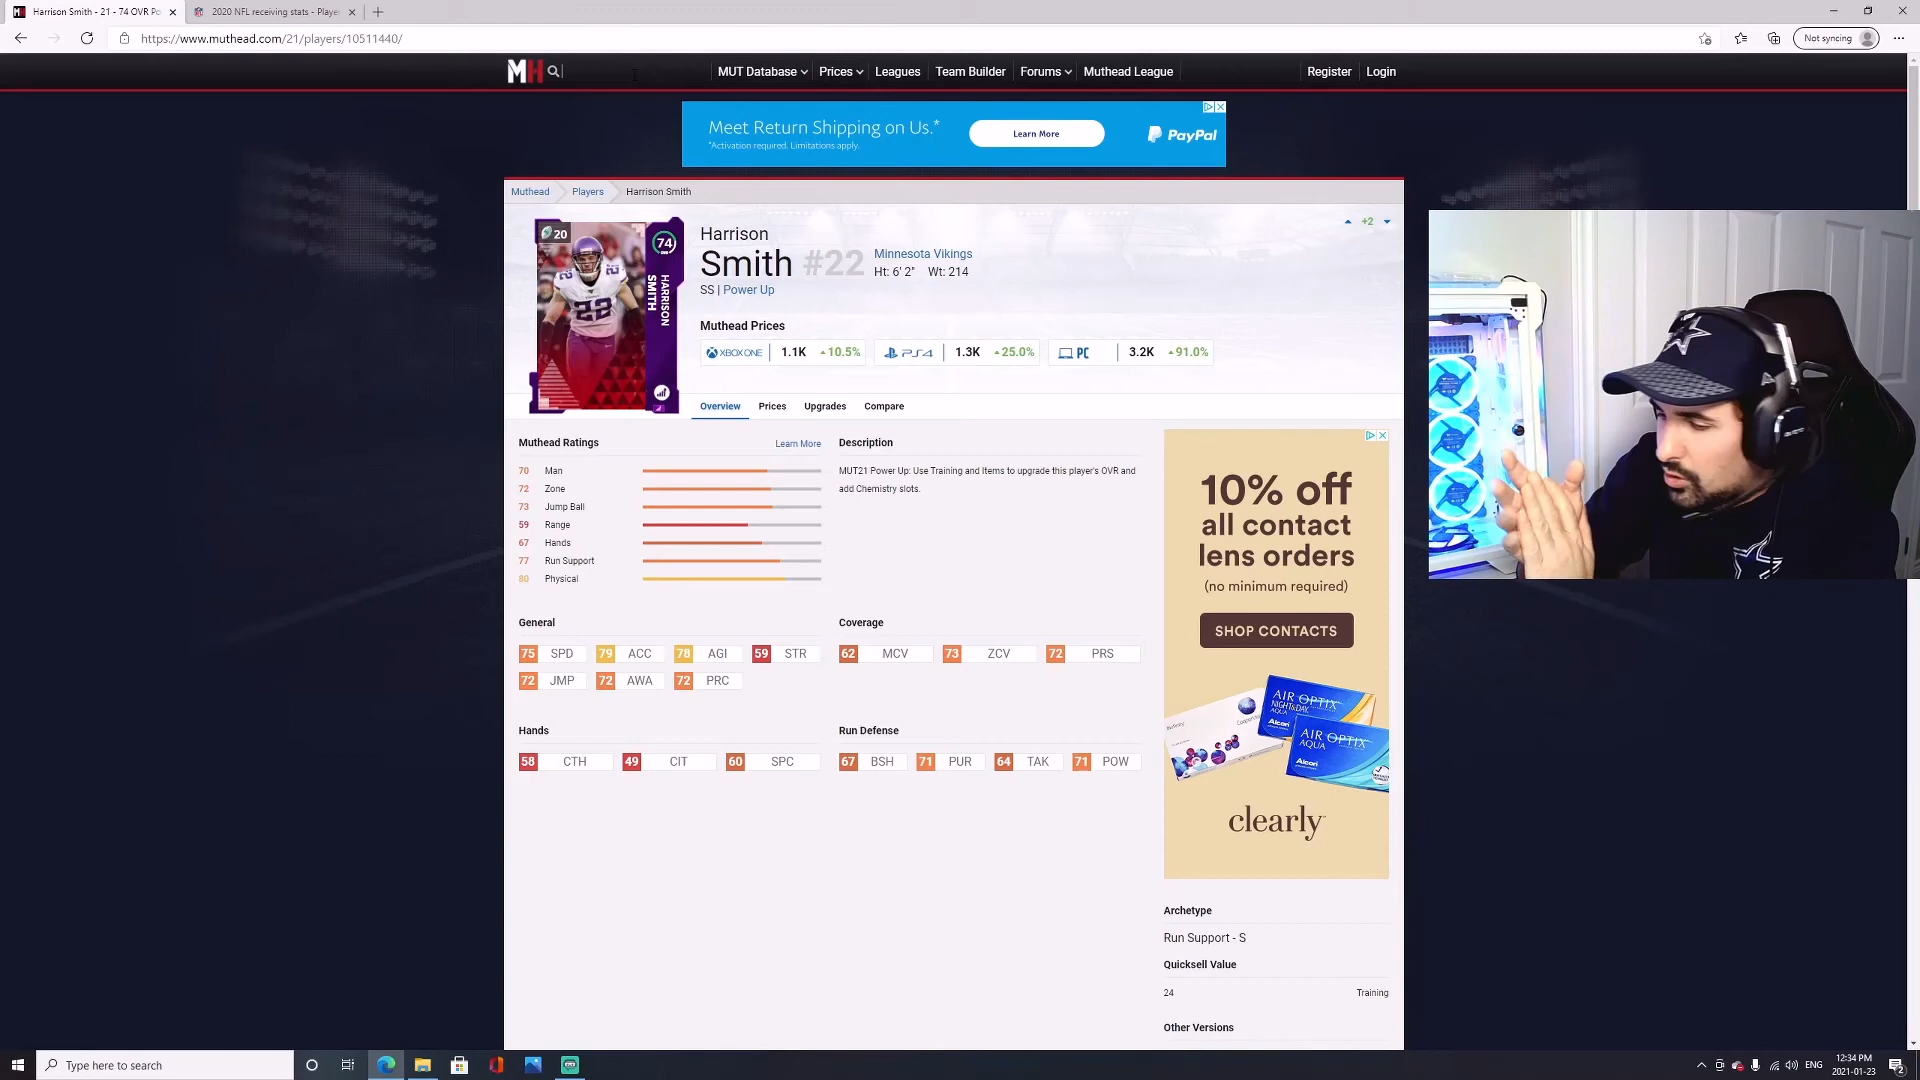 Harrison Smith - 21 - 74 OVR Po
2020 NFL receiving stats - Playe
https://www.muthead.com/21/players/10511440/
Not syncing
MH
MUT Database
Prices
Leagues
Team Builder
Forums
Muthead League
Register
Login
Meet Return Shipping on Us.*
*Activation required. Limitations apply.
Learn More
PayPal
Muthead
Players
Harrison Smith
20
74
HARRISON
SMITH
22
Harrison
Smith #22
Minnesota Vikings
Ht: 6' 2" Wt: 214
SS | Power Up
+2
Muthead Prices
XBOX ONE 1.1K 10.5%
PS4 1.3K 25.0%
PC 3.2K 91.0%
Overview
Prices
Upgrades
Compare
Muthead Ratings
Learn More
70 Man
72 Zone
73 Jump Ball
59 Range
67 Hands
77 Run Support
80 Physical
Description
MUT21 Power Up: Use Training and Items to upgrade this player's OVR and
add Chemistry slots.
General
75 SPD 79 ACC 78 AGI 59 STR
72 JMP 72 AWA 72 PRC
Coverage
62 MCV 73 ZCV 72 PRS
Hands
58 CTH 49 CIT 60 SPC
Run Defense
67 BSH 71 PUR 64 TAK 71 POW
10% off
all contact
lens orders
(no minimum required)
SHOP CONTACTS
AIR OPTIX
NIGHT&DAY
AQUA
Alcon
AIR OPTIX
AQUA
Alcon
clearly
Archetype
Run Support - S
Quicksell Value
24 Training
Other Versions
Type here to search
ENG
12:34 PM
2021-01-23
2